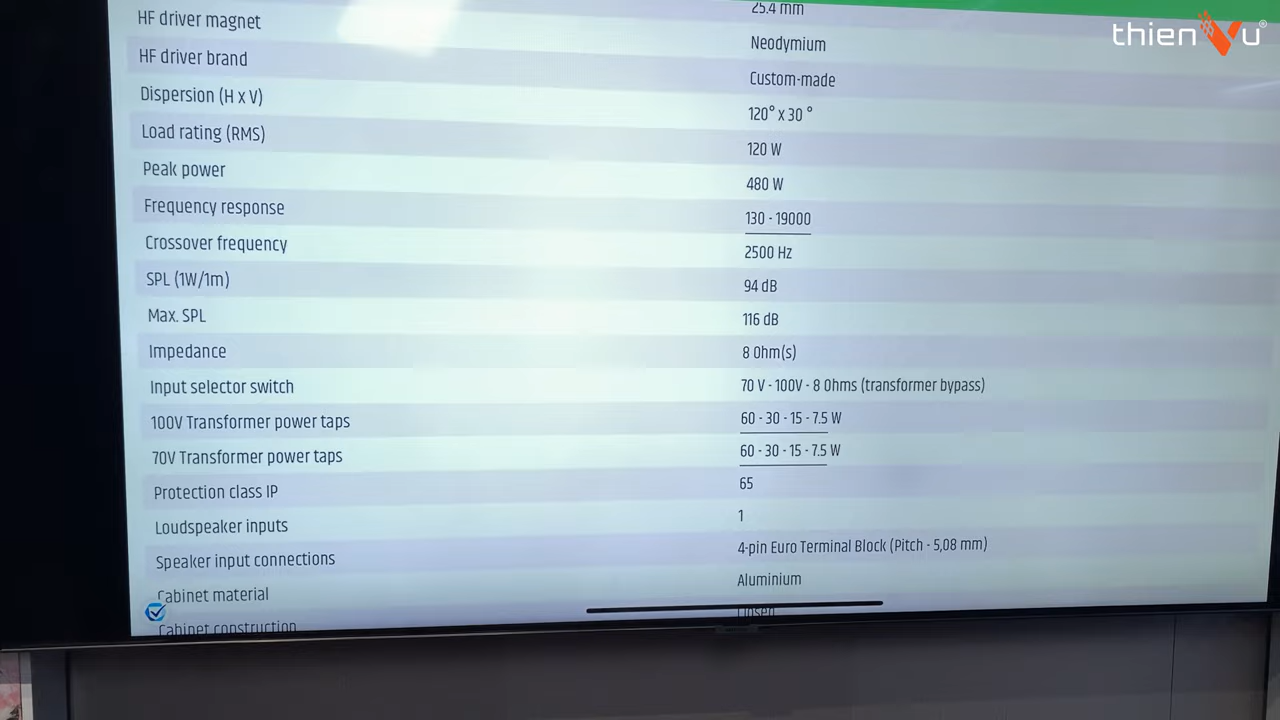 25.4 mm
thienVu®
HF driver magnet Neodymium
HF driver brand Custom-made
Dispersion (H x V) 120° x 30 °
Load rating (RMS) 120 W
Peak power 480 W
Frequency response 130 - 19000
Crossover frequency 2500 Hz
SPL (1W/1m) 94 dB
Max. SPL 116 dB
Impedance 8 Ohm(s)
Input selector switch 70 V - 100V - 8 Ohms (transformer bypass)
100V Transformer power taps 60 - 30 - 15 - 7.5 W
70V Transformer power taps 60 - 30 - 15 - 7.5 W
Protection class IP 65
Loudspeaker inputs 1
Speaker input connections 4-pin Euro Terminal Block (Pitch - 5,08 mm)
Cabinet material Aluminium
Cabinet construction